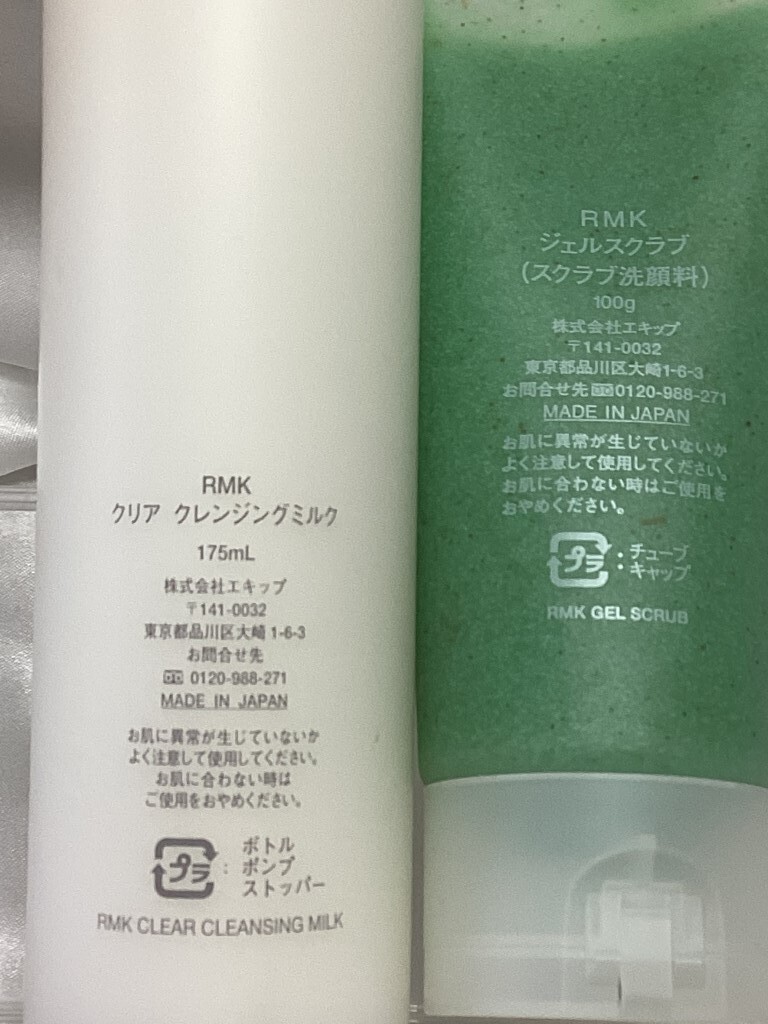 RMK
クリア クレンジングミルク
175mL
株式会社エキップ
〒141-0032
東京都品川区大崎1-6-3
お問合せ先
0120-988-271
MADE IN JAPAN
お肌に異常が生じていないか
よく注意して使用してください。
お肌に合わない時は
ご使用をおやめください。
プラ : ボトル
ポンプ
ストッパー
RMK CLEAR CLEANSING MILK
RMK
ジェルスクラブ
(スクラブ洗顔料)
100g
株式会社エキップ
〒141-0032
東京都品川区大崎1-6-3
お問合せ先 0120-988-271
MADE IN JAPAN
お肌に異常が生じていないか
よく注意して使用してください。
お肌に合わない時はご使用を
おやめください。
プラ : チューブ
キャップ
RMK GEL SCRUB